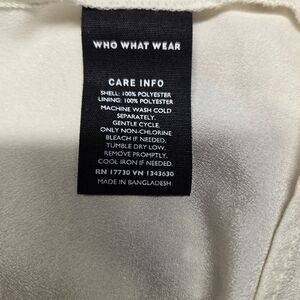 WHO WHAT WEAR
CARE INFO
SHELL: 100% POLYESTER
LINING: 100% POLYESTER
MACHINE WASH COLD
SEPARATELY.
GENTLE CYCLE.
ONLY NON-CHLORINE
BLEACH IF NEEDED,
TUMBLE DRY LOW,
REMOVE PROMPTLY,
COOL IRON IF NEEDED.
RN 17730 VN 1343630
MADE IN BANGLADESH